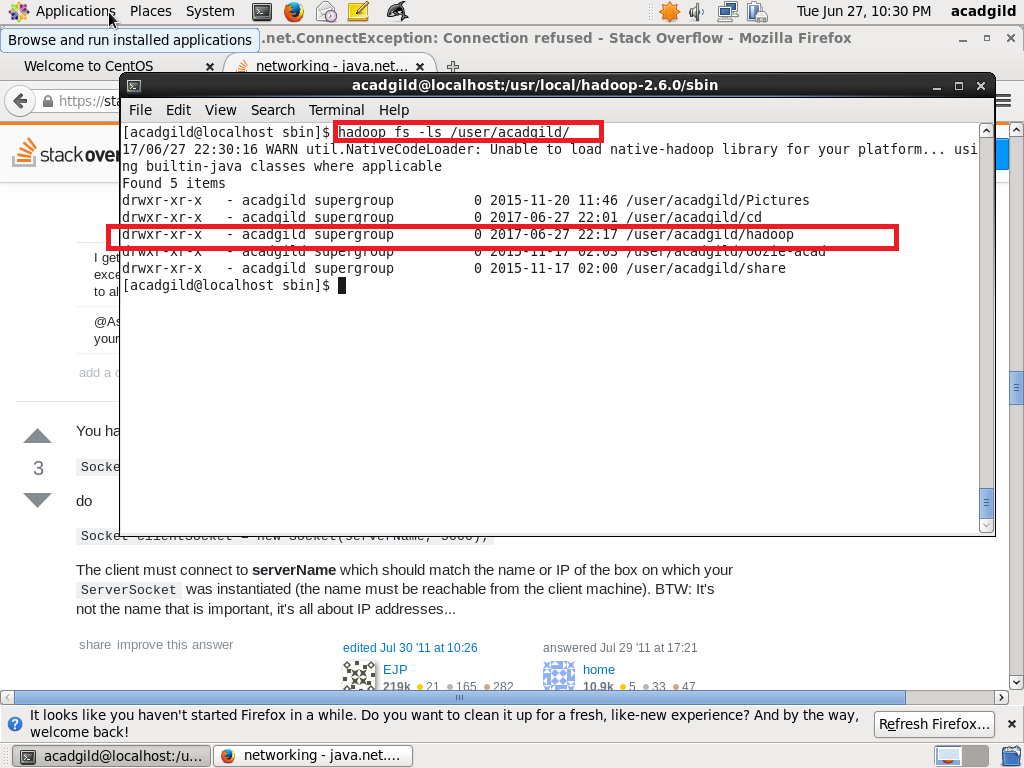 Applications Places System Tue Jun 27, 10:30 PM acadgild
Browse and run installed applications
.net.ConnectException: Connection refused - Stack Overflow - Mozilla Firefox
Welcome to CentOS
networking - java.net...
https://sta
acadgild@localhost:/usr/local/hadoop-2.6.0/sbin
File Edit View Search Terminal Help
[acadgild@localhost sbin]$ hadoop fs -ls /user/acadgild/
17/06/27 22:30:16 WARN util.NativeCodeLoader: Unable to load native-hadoop library for your platform... usi
ng builtin-java classes where applicable
Found 5 items
drwxr-xr-x - acadgild supergroup 0 2015-11-20 11:46 /user/acadgild/Pictures
drwxr-xr-x - acadgild supergroup 0 2017-06-27 22:01 /user/acadgild/cd
drwxr-xr-x - acadgild supergroup 0 2017-06-27 22:17 /user/acadgild/hadoop
drwxr-xr-x - acadgild supergroup 0 2015-11-17 02:03 /user/acadgild/oozie-acad
drwxr-xr-x - acadgild supergroup 0 2015-11-17 02:00 /user/acadgild/share
[acadgild@localhost sbin]$
stackover
I get
exce
to al
@As
your
add a c
You ha
3
Socke
do
Socket clientSocket = new Socket(serverName, 5000);
The client must connect to serverName which should match the name or IP of the box on which your
ServerSocket was instantiated (the name must be reachable from the client machine). BTW: It's
not the name that is important, it's all about IP addresses...
share improve this answer
edited Jul 30 '11 at 10:26
EJP
219k 21 165 282
answered Jul 29 '11 at 17:21
home
10.9k 5 33 47
It looks like you haven't started Firefox in a while. Do you want to clean it up for a fresh, like-new experience? And by the way,
welcome back!
Refresh Firefox...
acadgild@localhost:/u...
networking - java.net....